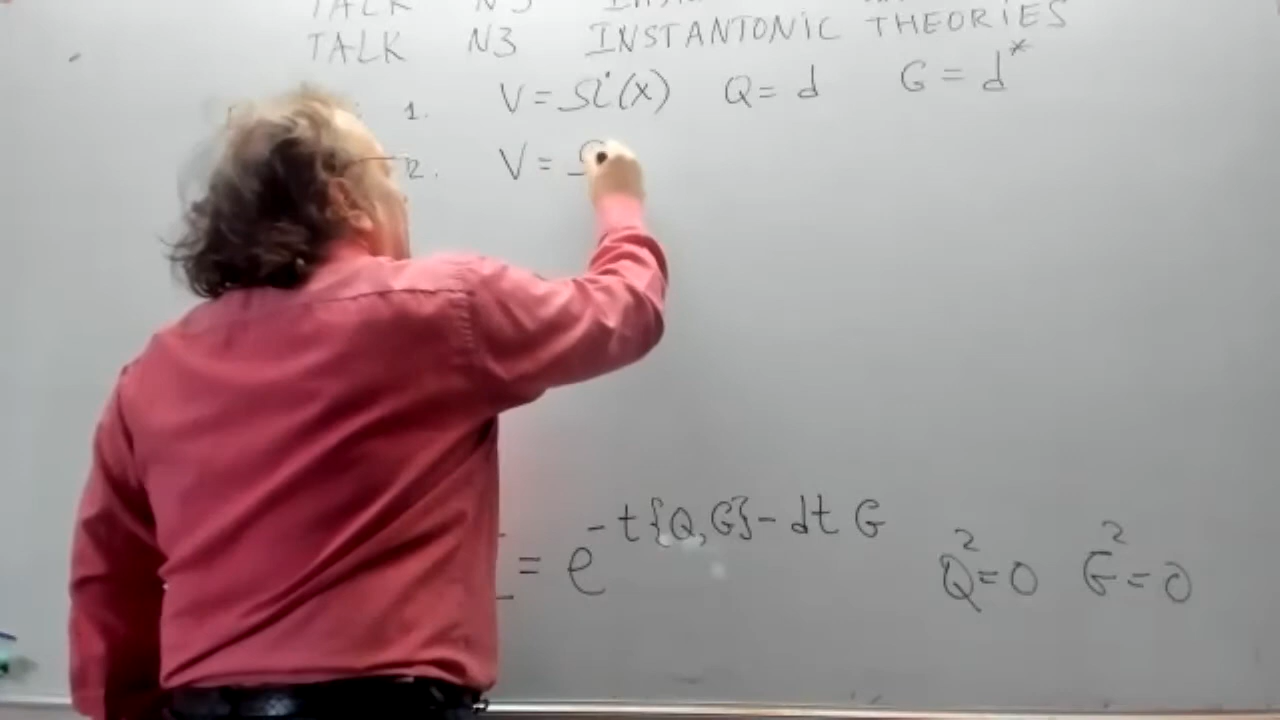 TALK N3 INSTANTONIC THEORIES
1. V = Ω˙(X) Q = d G = d*
2. V =
= e^{-t{Q,G}-dt G} Q²=0 G²=0